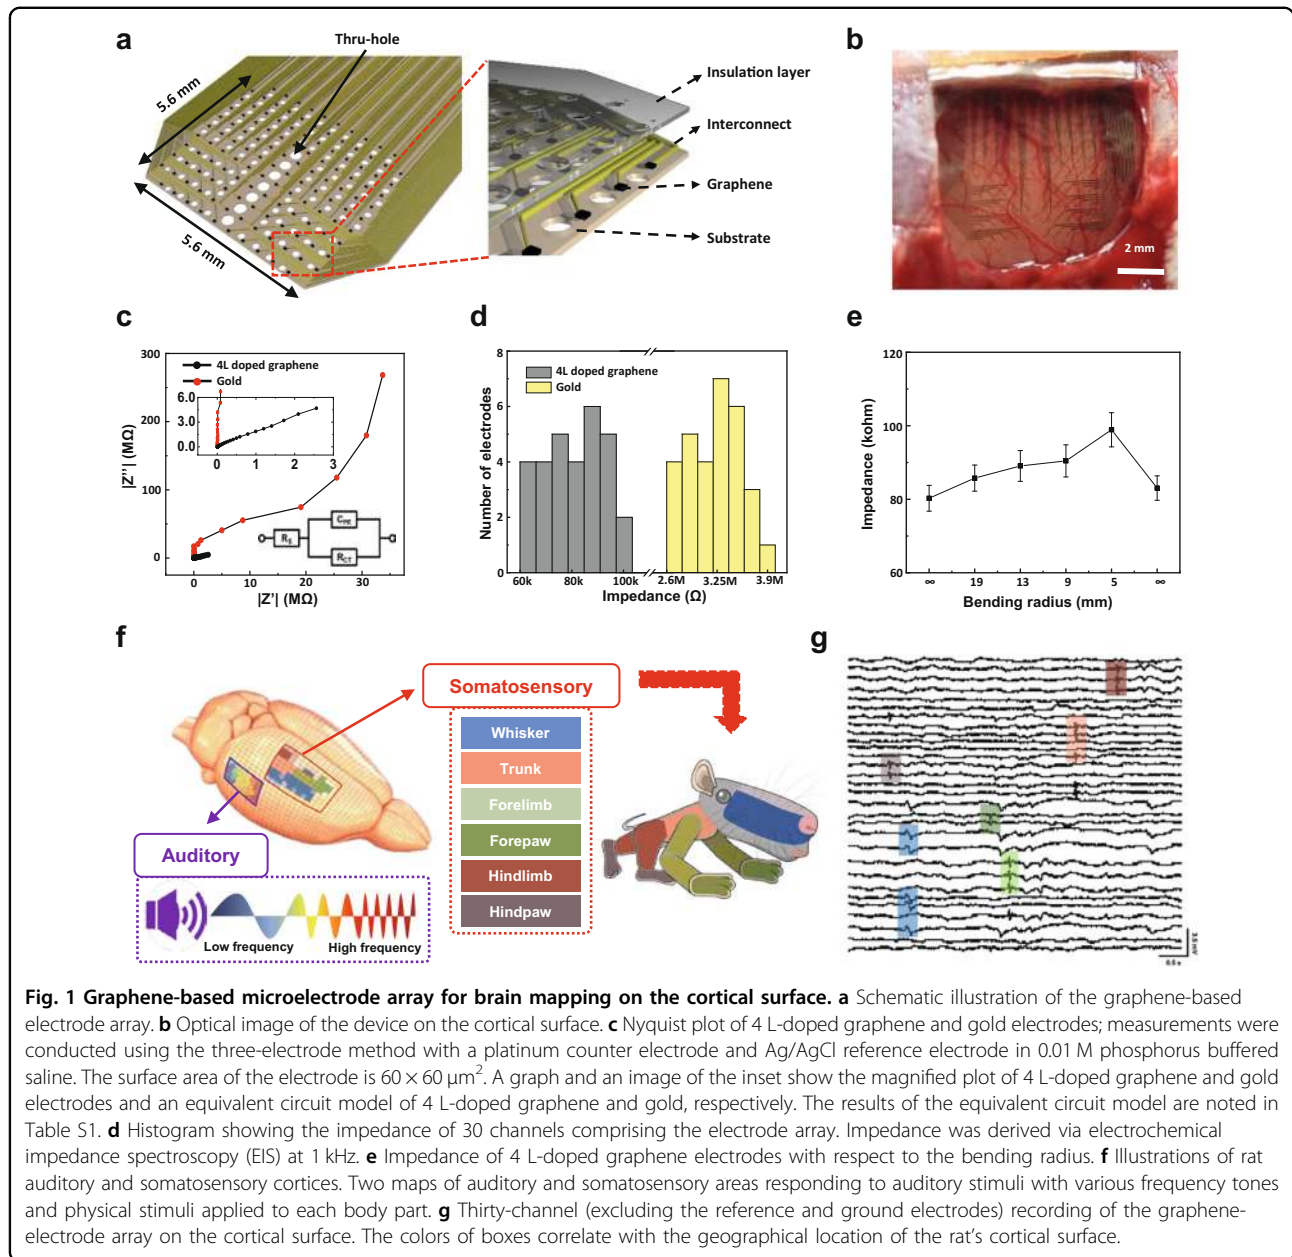 a
Thru-hole
5.6 mm
5.6 mm
Insulation layer
Interconnect
Graphene
Substrate
b
2 mm
c
300
200
100
0
|Z''| (MΩ)
4L doped graphene
Gold
6.0
3.0
0.0
0 1 2 3
R_S
C_PE
R_CT
0 10 20 30
|Z'| (MΩ)
d
8
6
4
2
0
Number of electrodes
4L doped graphene
Gold
60k 80k 100k 2.6M 3.25M 3.9M
Impedance (Ω)
e
120
100
80
60
Impedance (kohm)
∞ 19 13 9 5 ∞
Bending radius (mm)
f
Somatosensory
Whisker
Trunk
Forelimb
Forepaw
Hindlimb
Hindpaw
Auditory
Low frequency
High frequency
g
3.5 mV
0.5 s
Fig. 1 Graphene-based microelectrode array for brain mapping on the cortical surface. a Schematic illustration of the graphene-based
electrode array. b Optical image of the device on the cortical surface. c Nyquist plot of 4 L-doped graphene and gold electrodes; measurements were
conducted using the three-electrode method with a platinum counter electrode and Ag/AgCl reference electrode in 0.01 M phosphorus buffered
saline. The surface area of the electrode is 60 × 60 μm². A graph and an image of the inset show the magnified plot of 4 L-doped graphene and gold
electrodes and an equivalent circuit model of 4 L-doped graphene and gold, respectively. The results of the equivalent circuit model are noted in
Table S1. d Histogram showing the impedance of 30 channels comprising the electrode array. Impedance was derived via electrochemical
impedance spectroscopy (EIS) at 1 kHz. e Impedance of 4 L-doped graphene electrodes with respect to the bending radius. f Illustrations of rat
auditory and somatosensory cortices. Two maps of auditory and somatosensory areas responding to auditory stimuli with various frequency tones
and physical stimuli applied to each body part. g Thirty-channel (excluding the reference and ground electrodes) recording of the graphene-
electrode array on the cortical surface. The colors of boxes correlate with the geographical location of the rat's cortical surface.